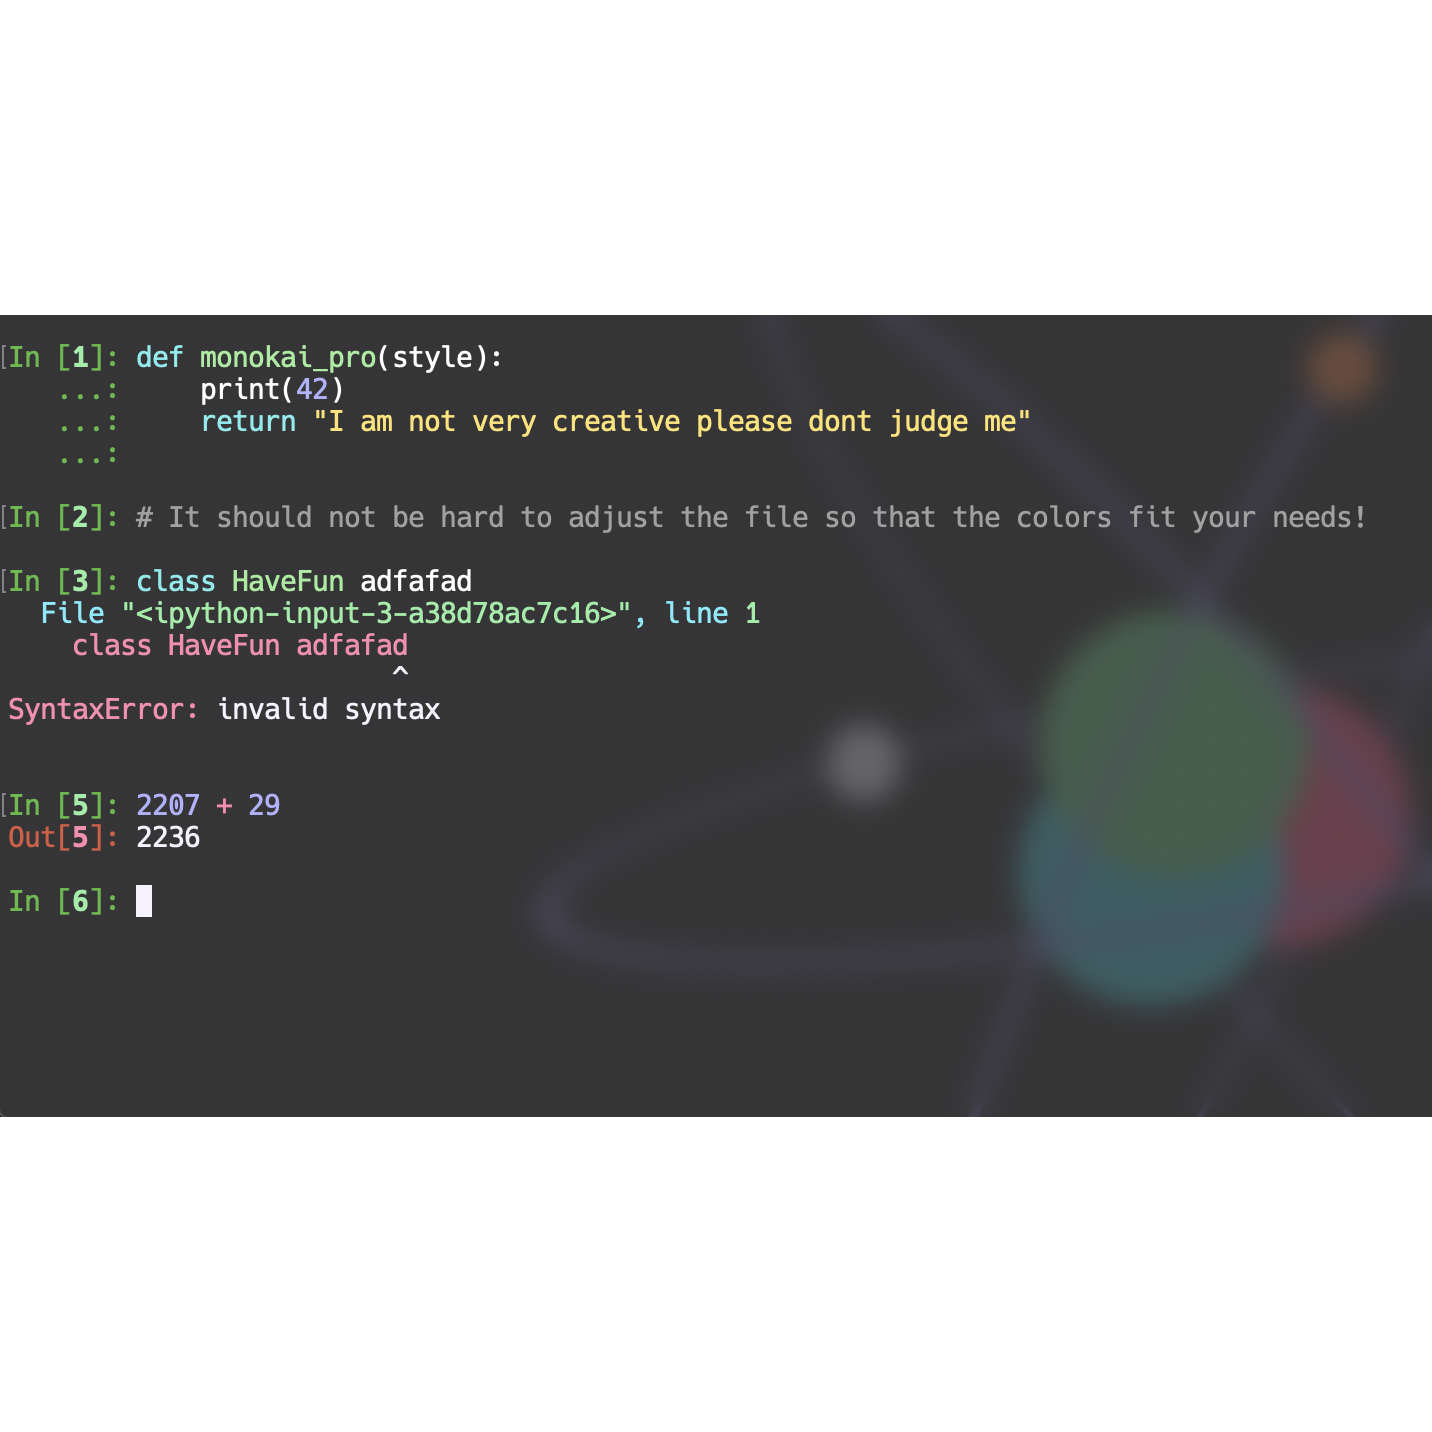 In [1]: def monokai_pro(style):
   ...:     print(42)
   ...:     return "I am not very creative please dont judge me"
   ...:
In [2]: # It should not be hard to adjust the file so that the colors fit your needs!
In [3]: class HaveFun adfafad
  File "<ipython-input-3-a38d78ac7c16>", line 1
    class HaveFun adfafad
                        ^
SyntaxError: invalid syntax
In [5]: 2207 + 29
Out[5]: 2236
In [6]: